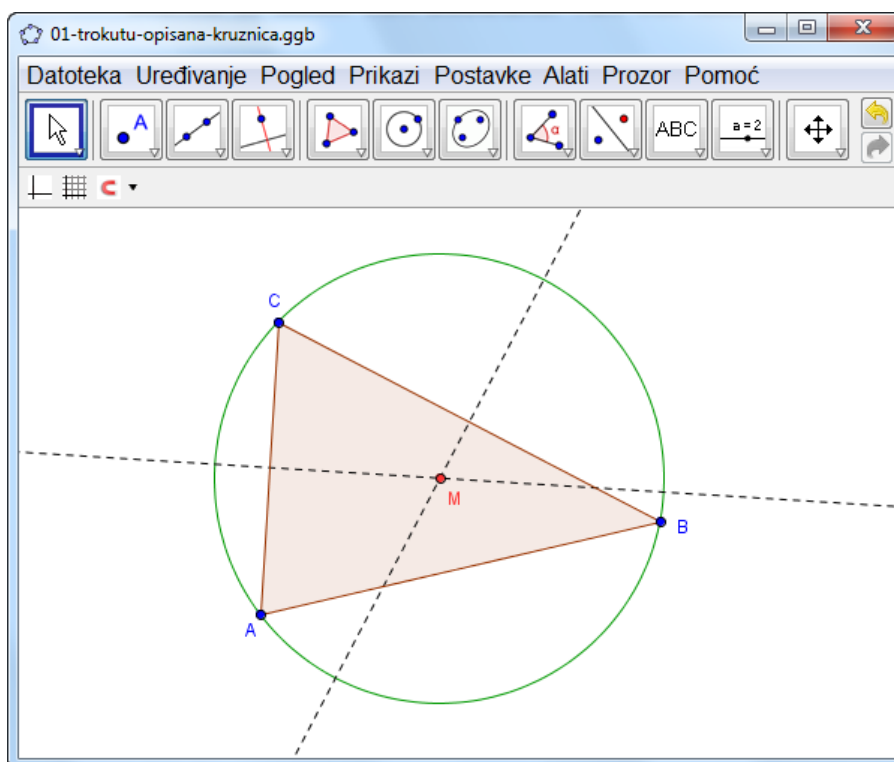 01-trokutu-opisana-kruznica.ggb
Datoteka Uređivanje Pogled Prikazi Postavke Alati Prozor Pomoć
A α ABC a=2
C
M
B
A